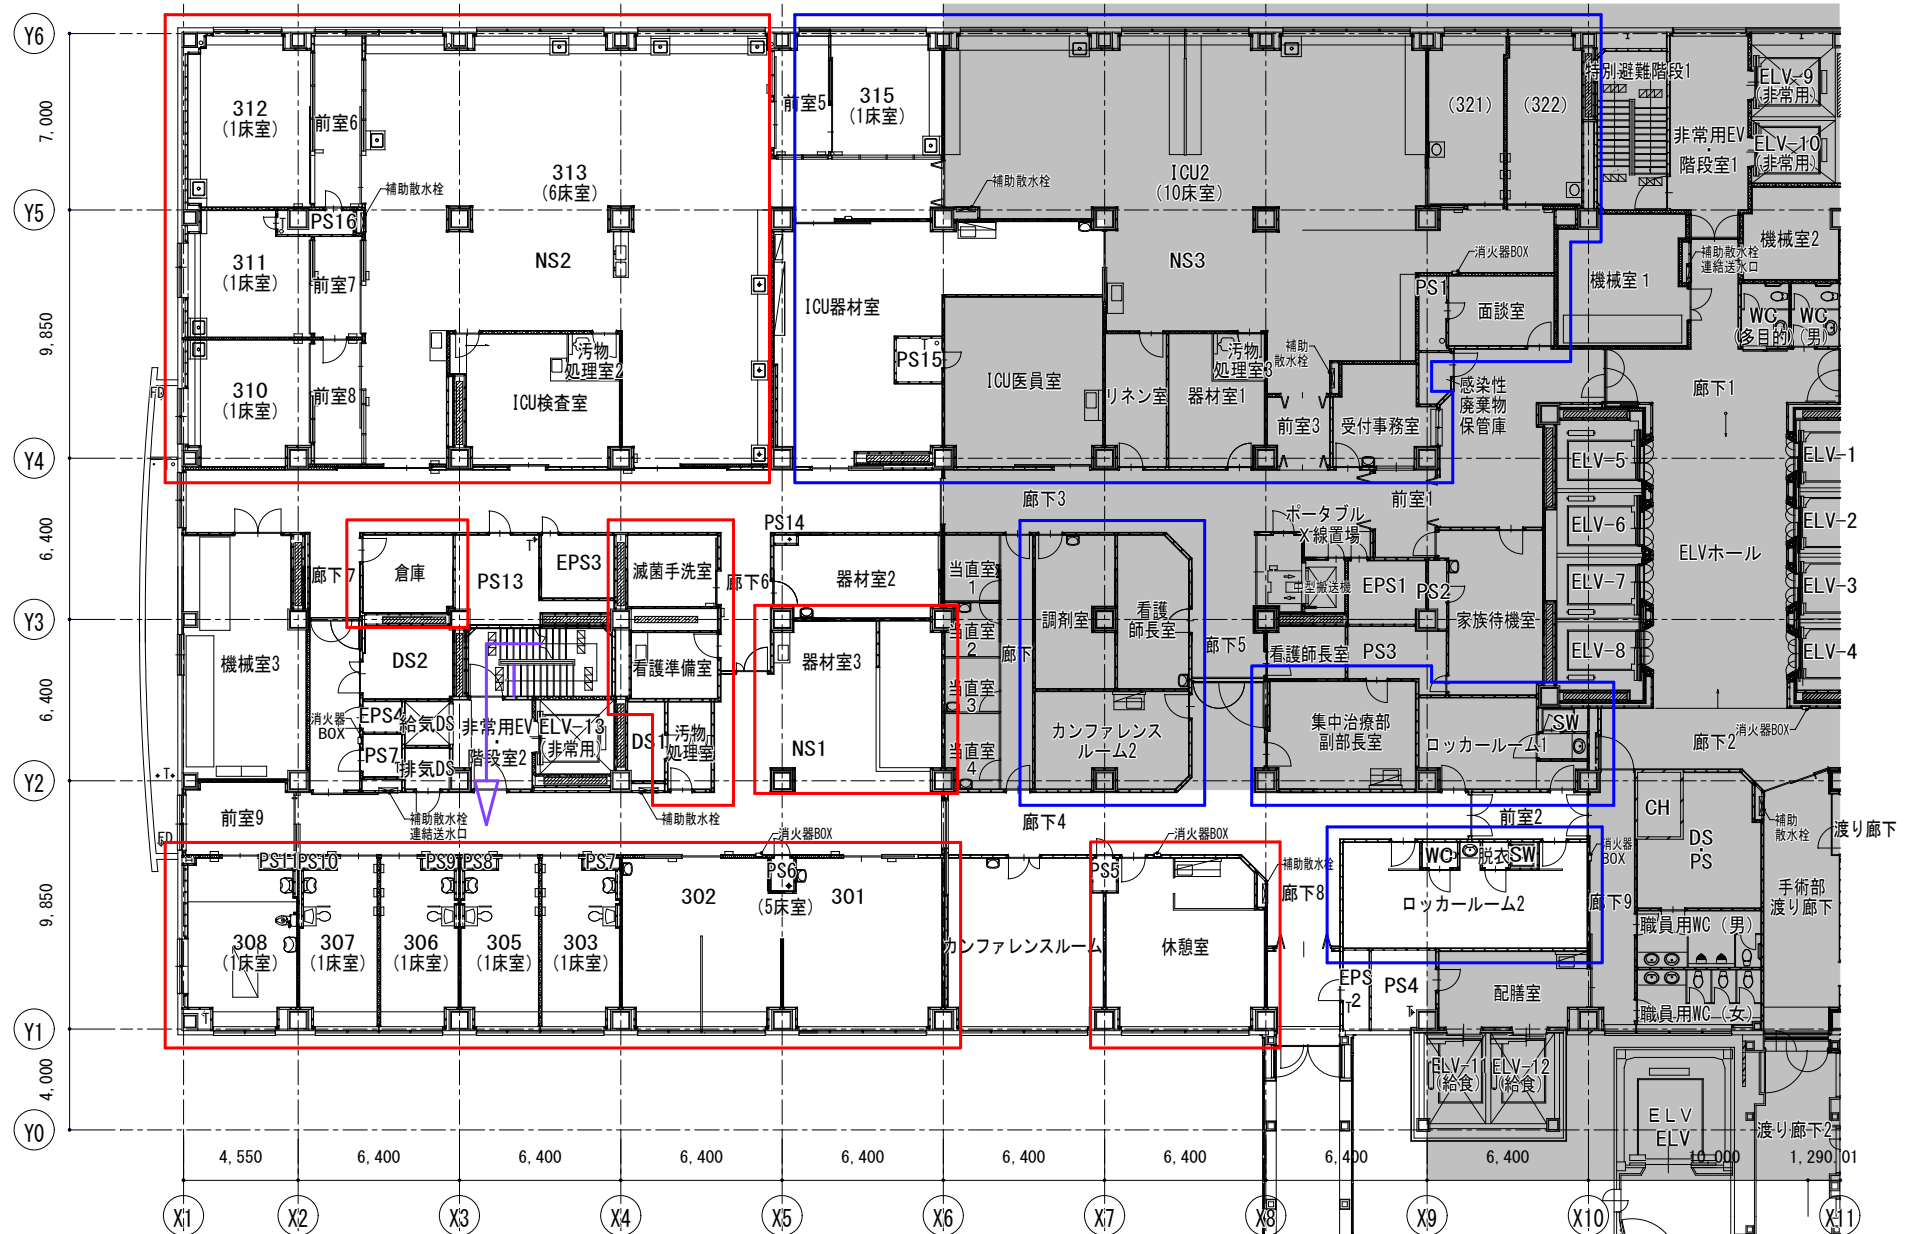 Y6
Y5
Y4
Y3
Y2
Y1
Y0
7,000
9,850
6,400
6,400
9,850
4,000
312
(1床室)
前室6
313
(6床室)
前室5
315
(1床室)
ICU2
(10床室)
(321)
(322)
特別避難階段1
非常用EV
・
階段室1
ELV-9
(非常用)
ELV-10
(非常用)
補助散水栓
補助散水栓
PS16
311
(1床室)
前室7
NS2
ICU器材室
NS3
消火器BOX
PS1
面談室
機械室1
補助散水栓
連結送水口
機械室2
WC
(多目的)
WC
(男)
310
(1床室)
前室8
ICU検査室
汚物
処理室2
PS15
ICU医員室
リネン室
器材室1
汚物
処理室3
補助
散水栓
前室3
受付事務室
感染性
廃棄物
保管庫
廊下1
FD
ELV-5
ELV-6
ELV-7
ELV-8
ELVホール
ELV-1
ELV-2
ELV-3
ELV-4
廊下3
前室1
ポータブル
X線置場
PS14
廊下7
倉庫
PS13
EPS3
滅菌手洗室
廊下6
器材室2
当直室
1
当直室
2
当直室
3
当直室
4
廊下
調剤室
看護
師長室
廊下5
中型搬送機
EPS1
PS2
家族待機室
看護師長室
PS3
機械室3
DS2
看護準備室
器材室3
NS1
消火器
BOX
EPS4
給気DS
PS7
排気DS
非常用EV
・
階段室2
ELV-13
(非常用)
DS1
汚物
処理室
カンファレンス
ルーム2
集中治療部
副部長室
ロッカールーム1
SW
廊下2
消火器BOX
前室9
補助散水栓
連結送水口
補助散水栓
廊下4
前室2
CH
DS
・
PS
補助
散水栓
渡り廊下
FD
消火器BOX
消火器BOX
補助散水栓
消火器
BOX
PS11
PS10
PS9
PS8
PS7
PS6
PS5
廊下8
WC
脱衣
SW
ロッカールーム2
廊下9
手術部
渡り廊下
308
(1床室)
307
(1床室)
306
(1床室)
305
(1床室)
303
(1床室)
302
(5床室)
301
カンファレンスルーム
休憩室
EPS
2
PS4
配膳室
職員用WC(男)
職員用WC(女)
ELV-11
(給食)
ELV-12
(給食)
ELV
ELV
渡り廊下2
4,550
6,400
6,400
6,400
6,400
6,400
6,400
6,400
6,400
10,000
1,290.01
X1
X2
X3
X4
X5
X6
X7
X8
X9
X10
X11